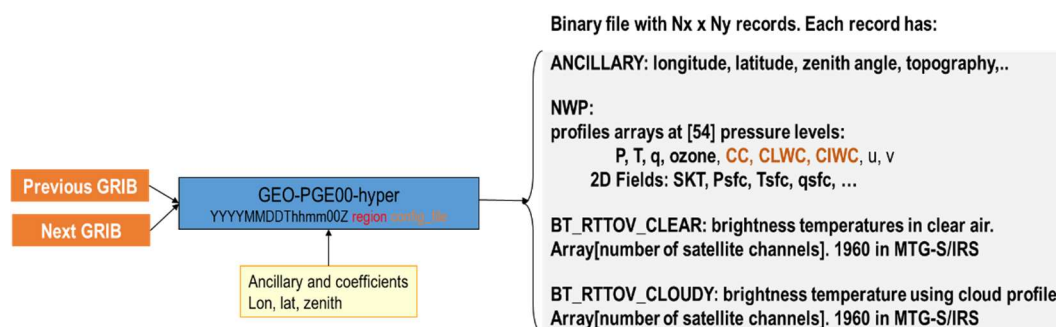 Binary file with Nx x Ny records. Each record has:
ANCILLARY: longitude, latitude, zenith angle, topography,..
NWP:
profiles arrays at [54] pressure levels:
P, T, q, ozone, CC, CLWC, CIWC, u, v
2D Fields: SKT, Psfc, Tsfc, qsfc, …
Previous GRIB
Next GRIB
GEO-PGE00-hyper
YYYYMMDDThhmm00Z region config_file
Ancillary and coefficients
Lon, lat, zenith
BT_RTTOV_CLEAR: brightness temperatures in clear air.
Array[number of satellite channels]. 1960 in MTG-S/IRS
BT_RTTOV_CLOUDY: brightness temperature using cloud profile
Array[number of satellite channels]. 1960 in MTG-S/IRS